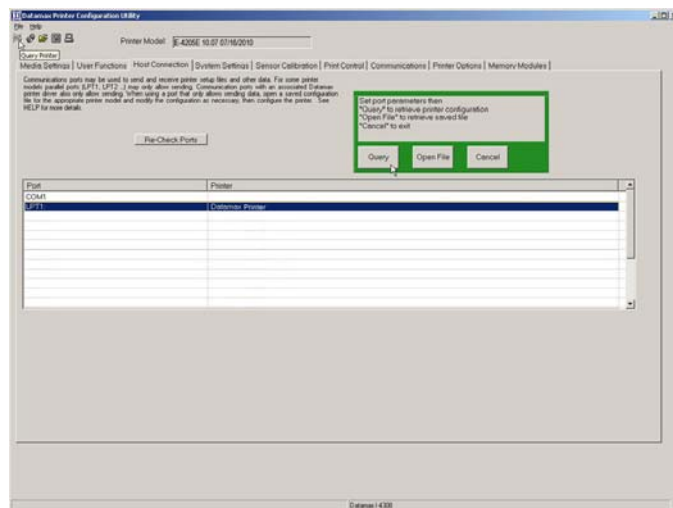 Datamax Printer Configuration Utility
File Help
Printer Model: E-4205E 10.07 07/16/2010
Query Printer
Media Settings | User Functions | Host Connection | System Settings | Sensor Calibration | Print Control | Communications | Printer Options | Memory Modules |
Communications ports may be used to send and receive printer setup files and other data. For some printer
models parallel ports (LPT1, LPT2 ..) may only allow sending. Communication ports with an associated Datamax
printer driver also only allow sending. When using a port that only allows sending data, open a saved configuration
file for the appropriate printer model and modify the configuration as necessary, then configure the printer. See
HELP for more details.
Re-Check Ports
Set port parameters then
"Query" to retrieve printer configuration
"Open File" to retrieve saved file
"Cancel" to exit
Query Open File Cancel
Port Printer
COM1:
LPT1: Datamax Printer
Datamax I-4308